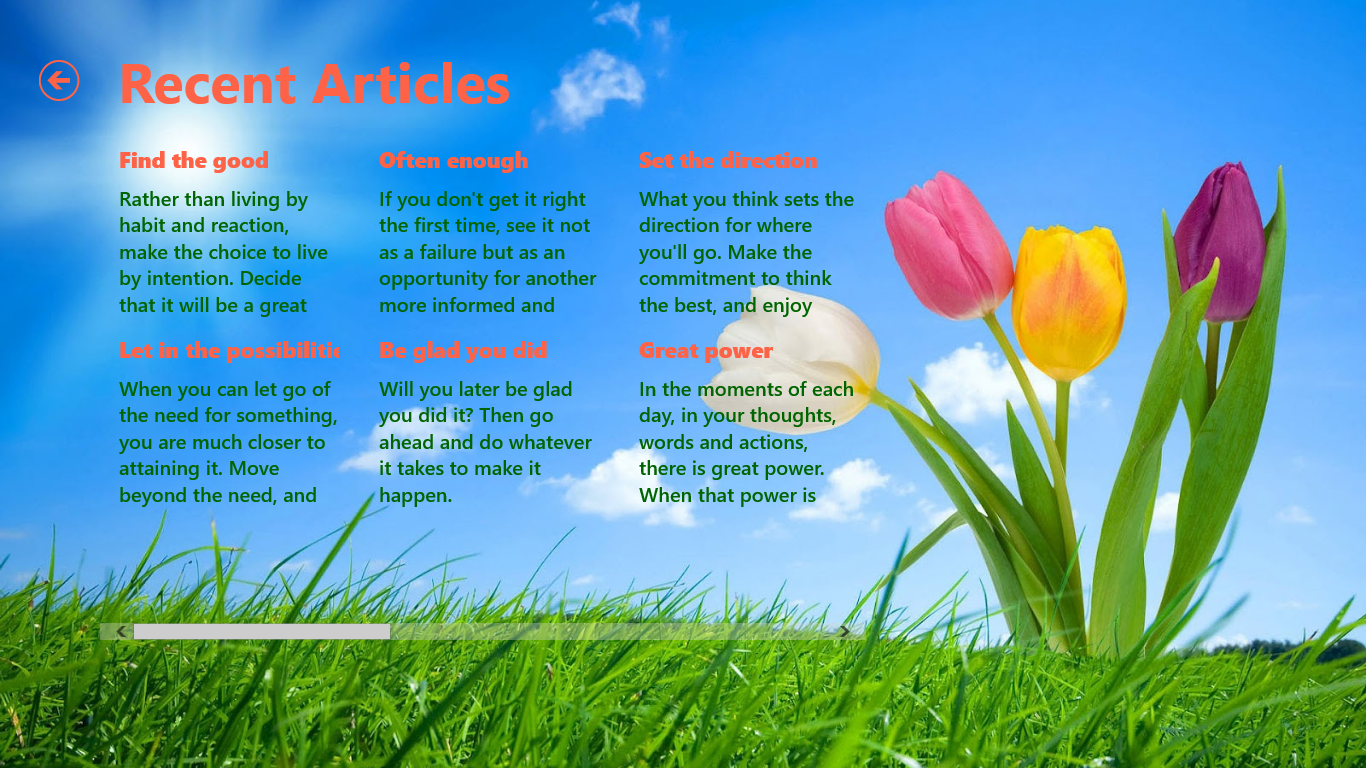 Recent Articles
Find the good
Rather than living by
habit and reaction,
make the choice to live
by intention. Decide
that it will be a great
Often enough
If you don't get it right
the first time, see it not
as a failure but as an
opportunity for another
more informed and
Set the direction
What you think sets the
direction for where
you'll go. Make the
commitment to think
the best, and enjoy
Let in the possibilitie
When you can let go of
the need for something,
you are much closer to
attaining it. Move
beyond the need, and
Be glad you did
Will you later be glad
you did it? Then go
ahead and do whatever
it takes to make it
happen.
Great power
In the moments of each
day, in your thoughts,
words and actions,
there is great power.
When that power is